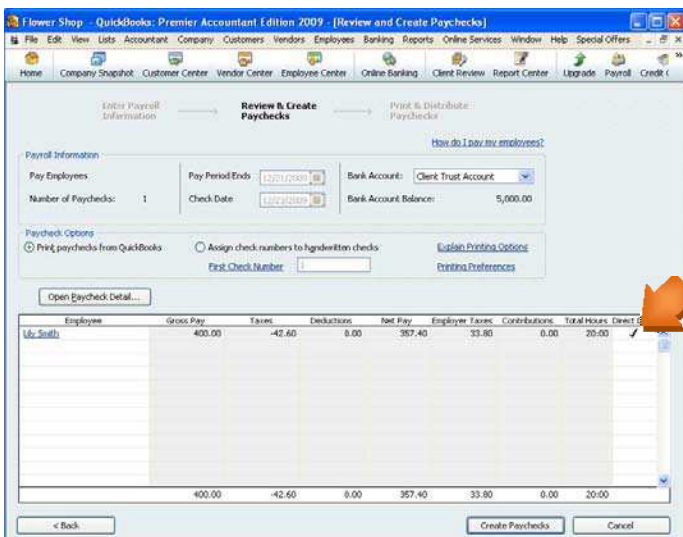 Flower Shop - QuickBooks: Premier Accountant Edition 2009 - [Review and Create Paychecks]
File Edit View Lists Accountant Company Customers Vendors Employees Banking Reports Online Services Window Help Special Offers
Home Company Snapshot Customer Center Vendor Center Employee Center Online Banking Client Review Report Center Upgrade Payroll Credit C
Enter Payroll Information
Review & Create Paychecks
Print & Distribute Paychecks
How do I pay my employees?
Payroll Information
Pay Employees Pay Period Ends 12/21/2009 Bank Account: Client Trust Account
Number of Paychecks: 1 Check Date Bank Account Balance: 5,000.00
Paycheck Options
Print paychecks from QuickBooks Assign check numbers to handwritten checks Explain Printing Options
First Check Number 1 Printing Preferences
Open Paycheck Detail...
Employee Gross Pay Taxes Deductions Net Pay Employer Taxes Contributions Total Hours Direct
Lily Smith 400.00 -42.60 0.00 357.40 33.80 0.00 20:00
400.00 -42.60 0.00 357.40 33.80 0.00 20:00
< Back Create Paychecks Cancel